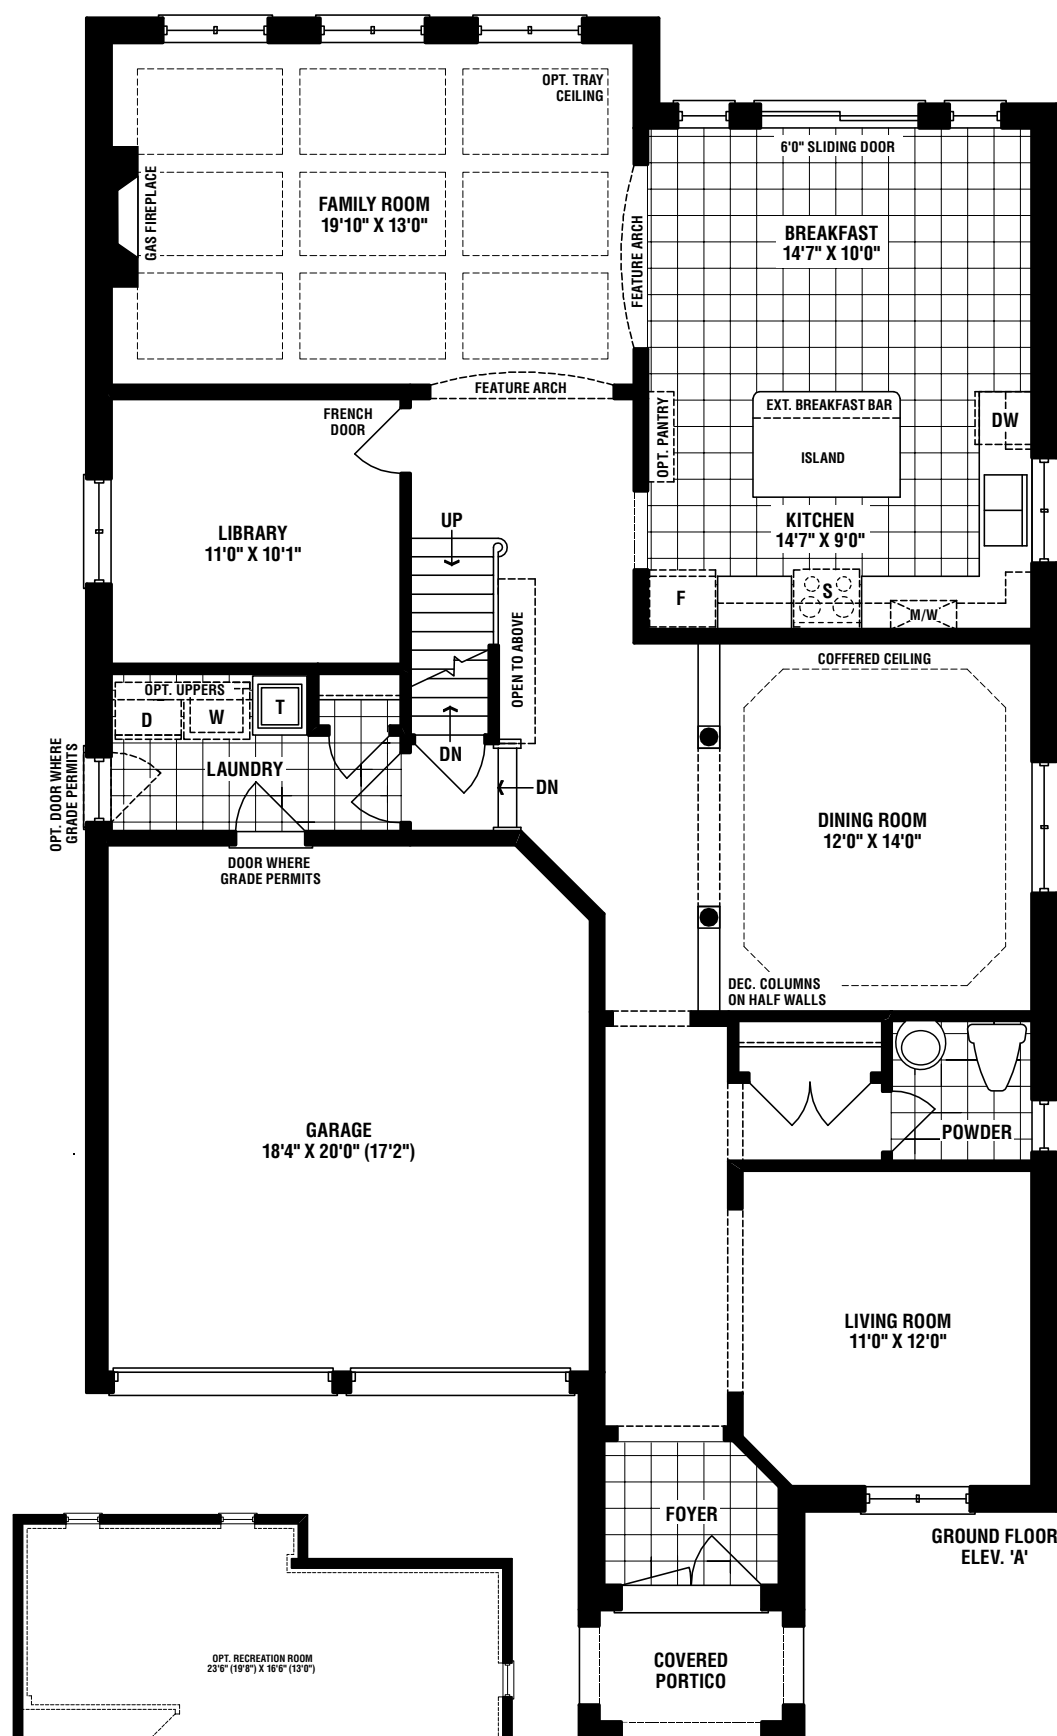 OPT. TRAY
CEILING
6'0" SLIDING DOOR
GAS FIREPLACE
FAMILY ROOM
19'10" X 13'0"
FEATURE ARCH
BREAKFAST
14'7" X 10'0"
FEATURE ARCH
FRENCH
DOOR
OPT. PANTRY
EXT. BREAKFAST BAR
ISLAND
DW
LIBRARY
11'0" X 10'1"
UP
KITCHEN
14'7" X 9'0"
F
S
M/W
OPEN TO ABOVE
COFFERED CEILING
OPT. UPPERS
D
W
T
LAUNDRY
DN
DN
OPT. DOOR WHERE
GRADE PERMITS
DINING ROOM
12'0" X 14'0"
DOOR WHERE
GRADE PERMITS
DEC. COLUMNS
ON HALF WALLS
GARAGE
18'4" X 20'0" (17'2")
POWDER
LIVING ROOM
11'0" X 12'0"
FOYER
GROUND FLOOR
ELEV. 'A'
OPT. RECREATION ROOM
23'6" (19'8") X 16'6" (13'0")
COVERED
PORTICO